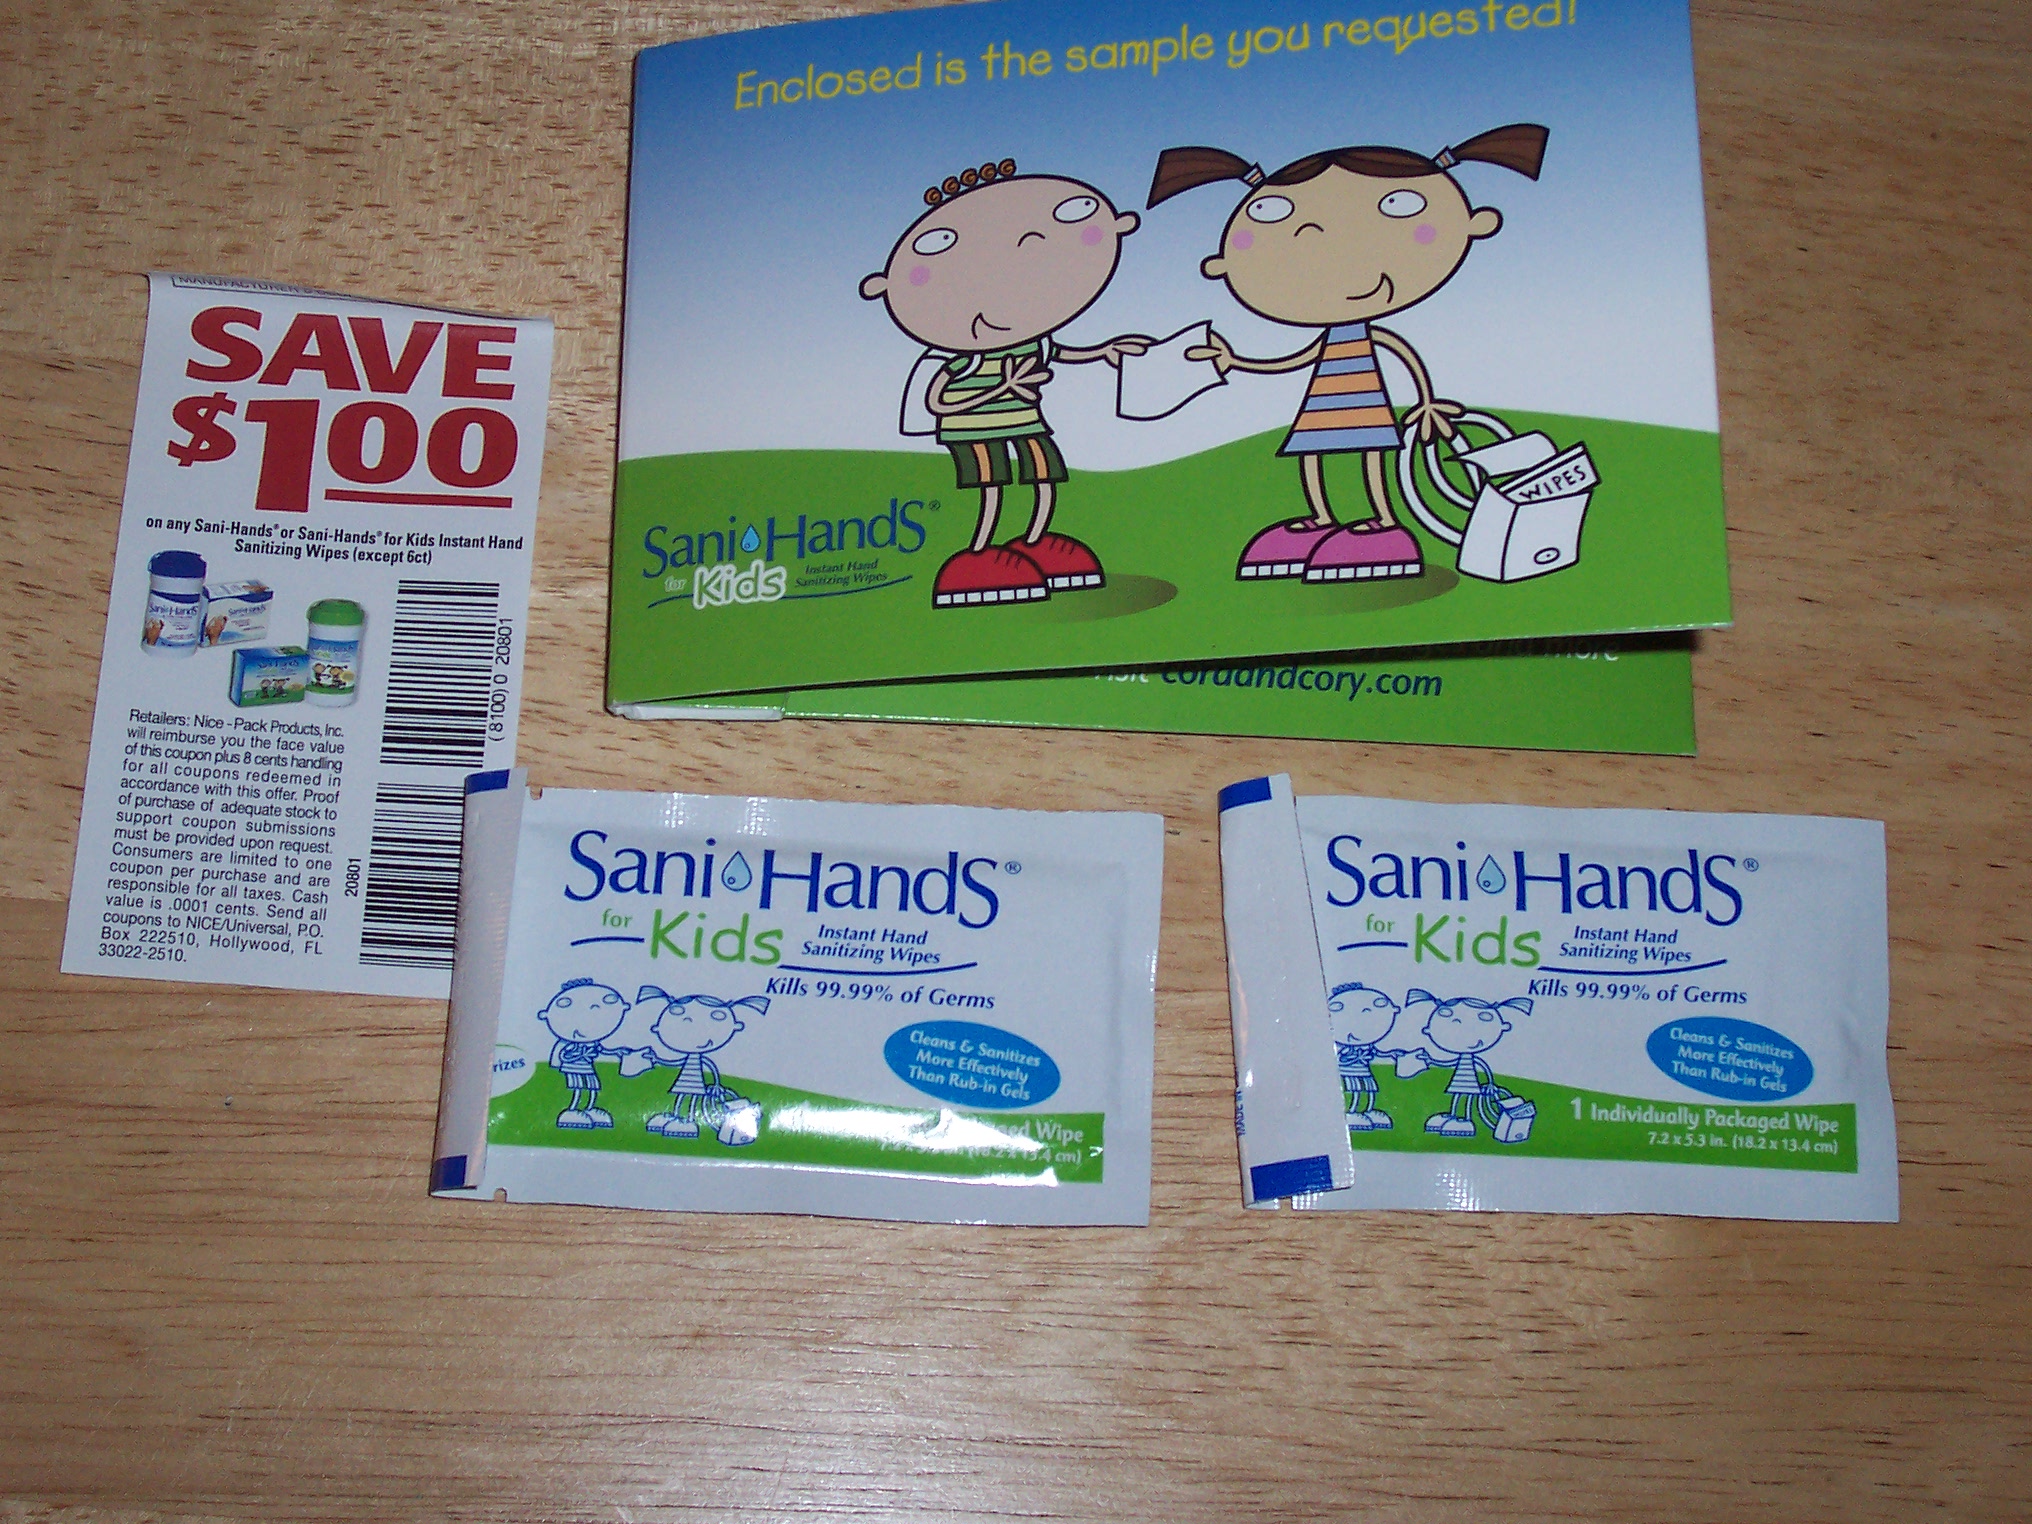 Enclosed is the sample you requested!
WIPES
Sani HandS®
for Kids
Instant Hand
Sanitizing Wipes
cordandcory.com
MANUFACTURER'S
SAVE
$1.00
on any Sani-Hands® or Sani-Hands® for Kids Instant Hand
Sanitizing Wipes (except 6ct)
Sani HandS
(8100) 0 20801
20801
Retailers: Nice-Pack Products, Inc.
will reimburse you the face value
of this coupon plus 8 cents handling
for all coupons redeemed in
accordance with this offer. Proof
of purchase of adequate stock to
support coupon submissions
must be provided upon request.
Consumers are limited to one
coupon per purchase and are
responsible for all taxes. Cash
value is .0001 cents. Send all
coupons to NICE/Universal, P.O.
Box 222510, Hollywood, FL
33022-2510.
Sani HandS®
for Kids
Instant Hand
Sanitizing Wipes
Kills 99.99% of Germs
Cleans & Sanitizes
More Effectively
Than Rub-in Gels
rizes
Wipe
13.4 cm)
Sani HandS®
for Kids
Instant Hand
Sanitizing Wipes
Kills 99.99% of Germs
Cleans & Sanitizes
More Effectively
Than Rub-in Gels
1 Individually Packaged Wipe
7.2 x 5.3 in. (18.2 x 13.4 cm)